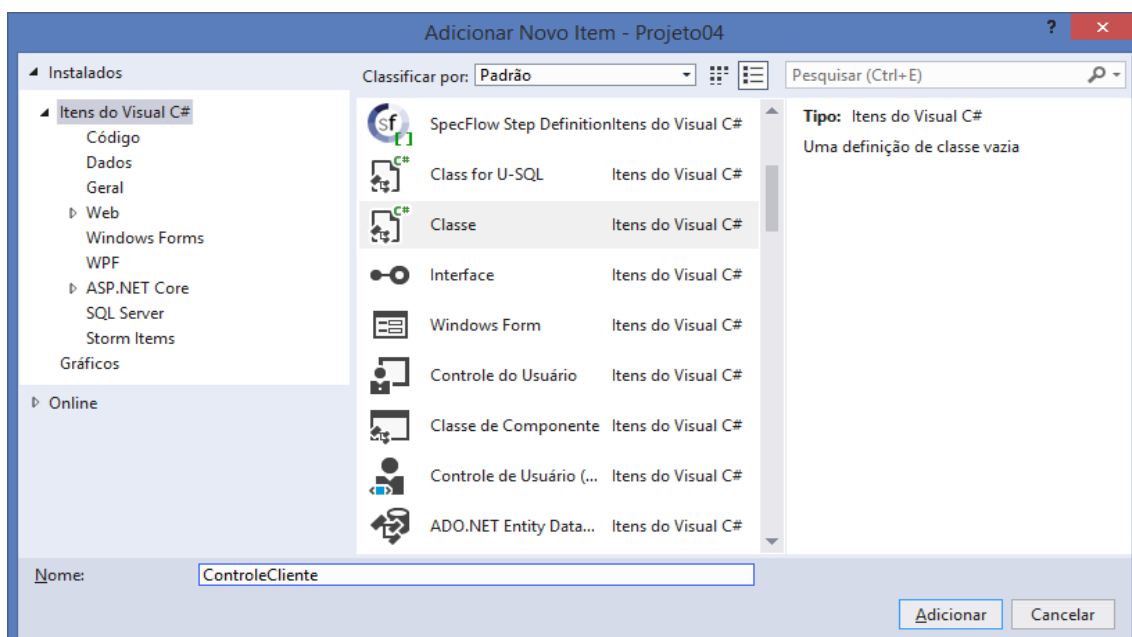 Adicionar Novo Item - Projeto04
?
Instalados
Classificar por: Padrão
Pesquisar (Ctrl+E)
Itens do Visual C#
Código
Dados
Geral
Web
Windows Forms
WPF
ASP.NET Core
SQL Server
Storm Items
Gráficos
Online
SpecFlow Step Definition Itens do Visual C#
Class for U-SQL Itens do Visual C#
Classe Itens do Visual C#
Interface Itens do Visual C#
Windows Form Itens do Visual C#
Controle do Usuário Itens do Visual C#
Classe de Componente Itens do Visual C#
Controle de Usuário (... Itens do Visual C#
ADO.NET Entity Data... Itens do Visual C#
Tipo: Itens do Visual C#
Uma definição de classe vazia
Nome: ControleCliente
Adicionar Cancelar